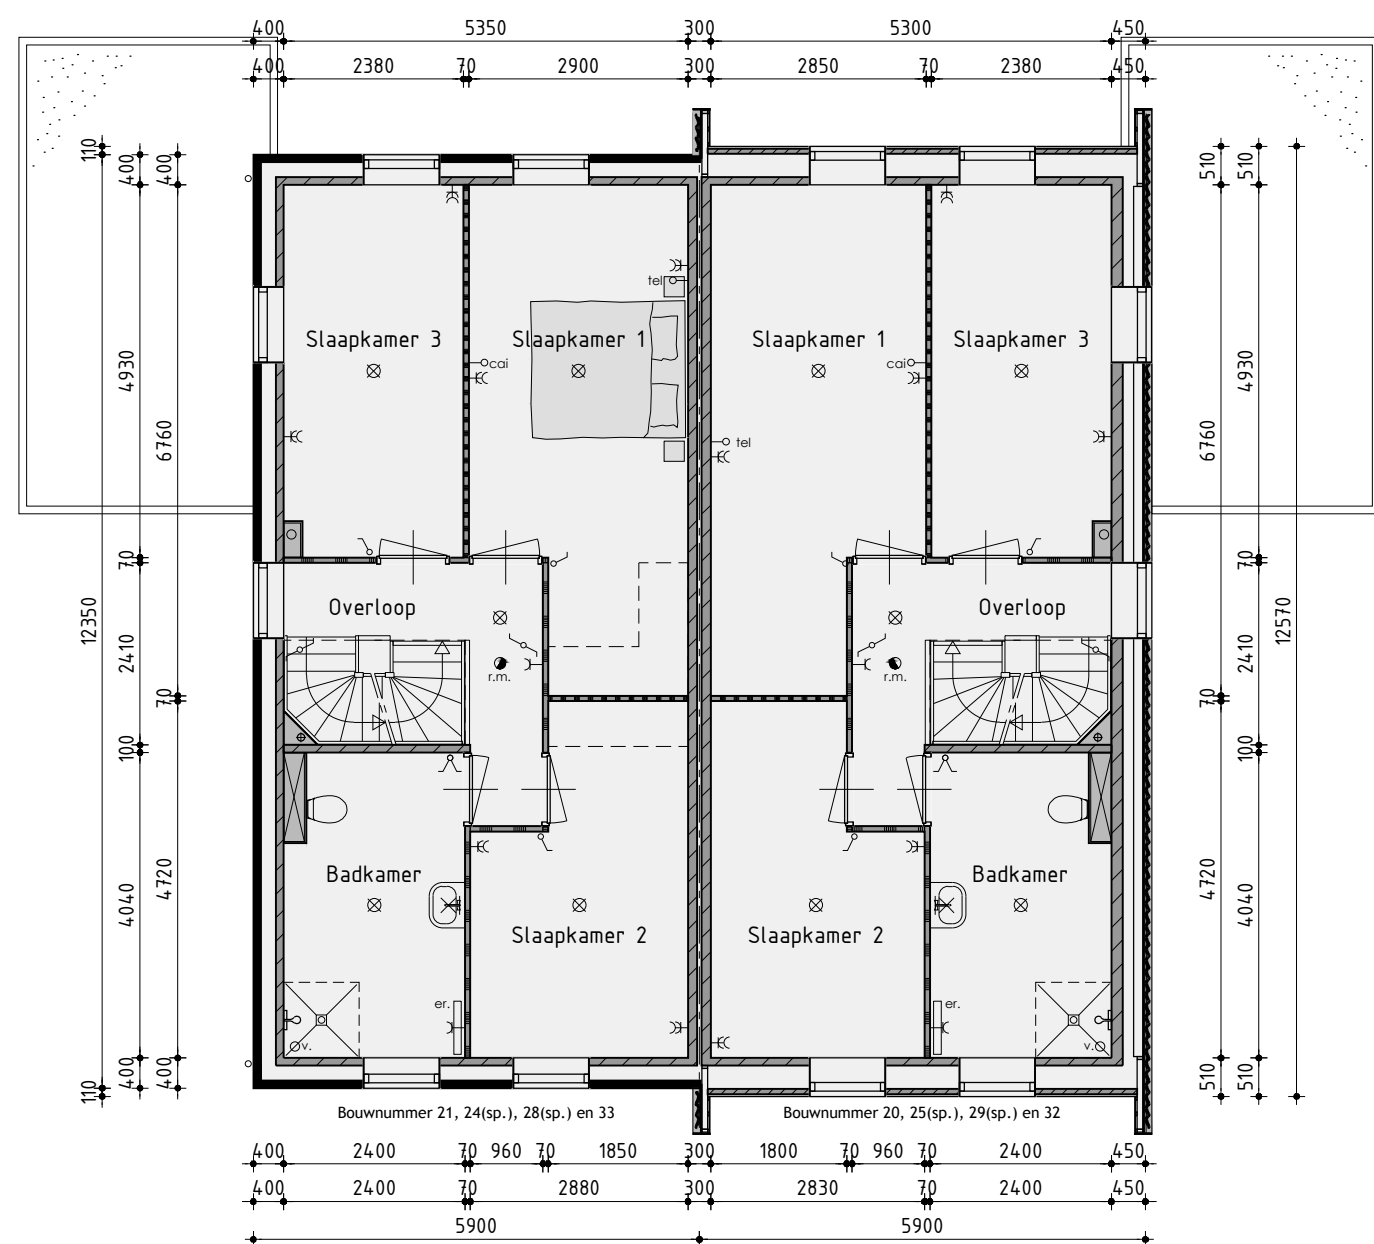 400 5350 300 5300 450
400 2380 70 2900 300 2850 70 2380 450
110 400 400
510 510
tel
Slaapkamer 3 Slaapkamer 1 Slaapkamer 1 Slaapkamer 3
cai cai
4930 4930
6760 6760
tel
70 70
Overloop Overloop
12350 12570
2410 2410
r.m. r.m.
70 70
100 100
Badkamer Badkamer
4720 4720
4040 4040
Slaapkamer 2 Slaapkamer 2
er. er.
v. v.
400 400 510 510
110
Bouwnummer 21, 24(sp.), 28(sp.) en 33 Bouwnummer 20, 25(sp.), 29(sp.) en 32
400 2400 70 960 70 1850 300 1800 70 960 70 2400 450
400 2400 70 2880 300 2830 70 2400 450
5900 5900